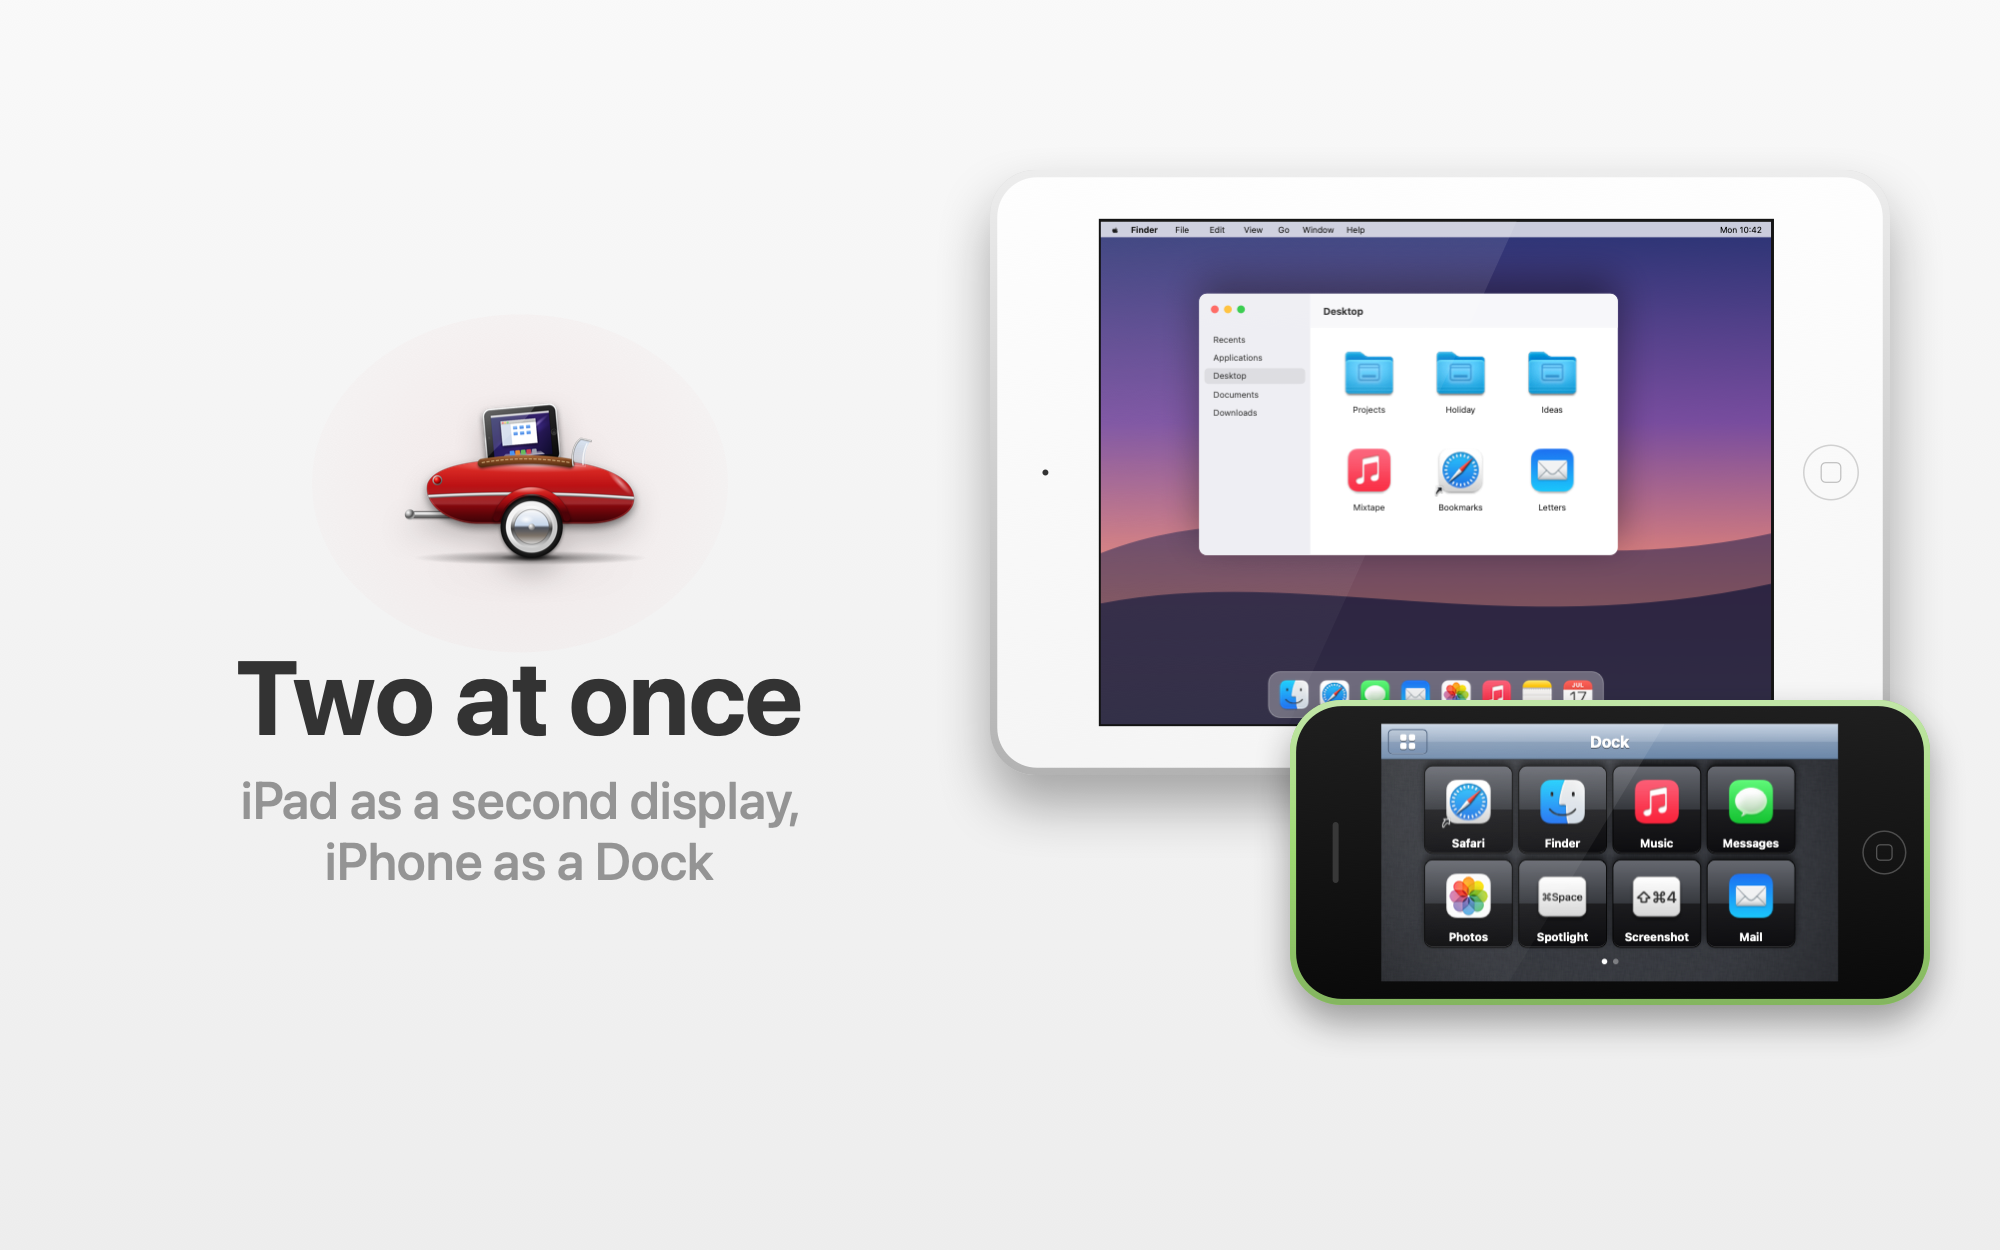 Two at once
iPad as a second display,
iPhone as a Dock
Finder File Edit View Go Window Help Mon 10:42
Desktop
Recents
Applications
Desktop
Documents
Downloads
Projects Holiday Ideas
Mixtape Bookmarks Letters
JUL
17
Dock
Safari Finder Music Messages
⌘Space ⇧⌘4
Photos Spotlight Screenshot Mail